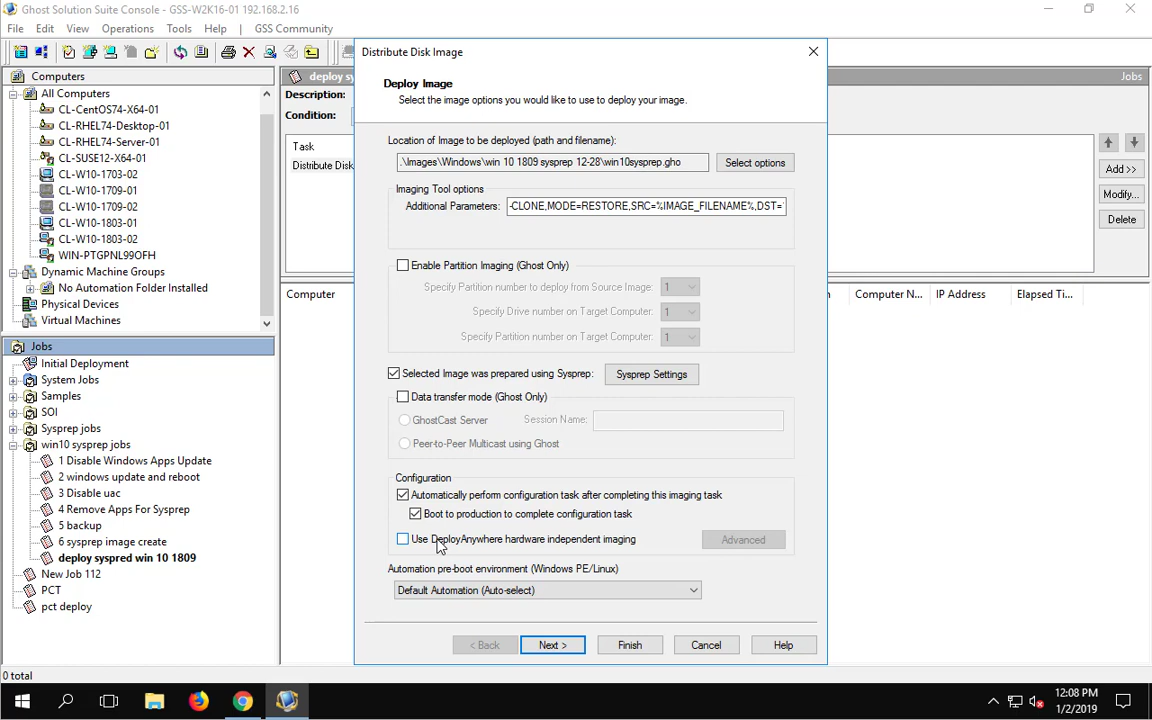 Ghost Solution Suite Console - GSS-W2K16-01 192.168.2.16
File Edit View Operations Tools Help GSS Community
Computers
All Computers
CL-CentOS74-X64-01
CL-RHEL74-Desktop-01
CL-RHEL74-Server-01
CL-SUSE12-X64-01
CL-W10-1703-02
CL-W10-1709-01
CL-W10-1709-02
CL-W10-1803-01
CL-W10-1803-02
WIN-PTGPNL99OFH
Dynamic Machine Groups
No Automation Folder Installed
Physical Devices
Virtual Machines
Jobs
Initial Deployment
System Jobs
Samples
SOI
Sysprep jobs
win10 sysprep jobs
1 Disable Windows Apps Update
2 windows update and reboot
3 Disable uac
4 Remove Apps For Sysprep
5 backup
6 sysprep image create
deploy syspred win 10 1809
New Job 112
PCT
pct deploy
deploy sy
Jobs
Description:
Condition:
Task
Distribute Disk
Add >>
Modify...
Delete
Computer
Computer N... IP Address Elapsed Ti...
Distribute Disk Image
Deploy Image
Select the image options you would like to use to deploy your image.
Location of Image to be deployed (path and filename):
.\Images\Windows\win 10 1809 sysprep 12-28\win10sysprep.gho Select options
Imaging Tool options
Additional Parameters: -CLONE,MODE=RESTORE,SRC=%IMAGE_FILENAME%,DST=
Enable Partition Imaging (Ghost Only)
Specify Partition number to deploy from Source Image: 1
Specify Drive number on Target Computer: 1
Specify Partition number on Target Computer: 1
Selected Image was prepared using Sysprep: Sysprep Settings
Data transfer mode (Ghost Only)
GhostCast Server Session Name:
Peer-to-Peer Multicast using Ghost
Configuration
Automatically perform configuration task after completing this imaging task
Boot to production to complete configuration task
Use DeployAnywhere hardware independent imaging Advanced
Automation pre-boot environment (Windows PE/Linux)
Default Automation (Auto-select)
< Back Next > Finish Cancel Help
0 total
12:08 PM
1/2/2019